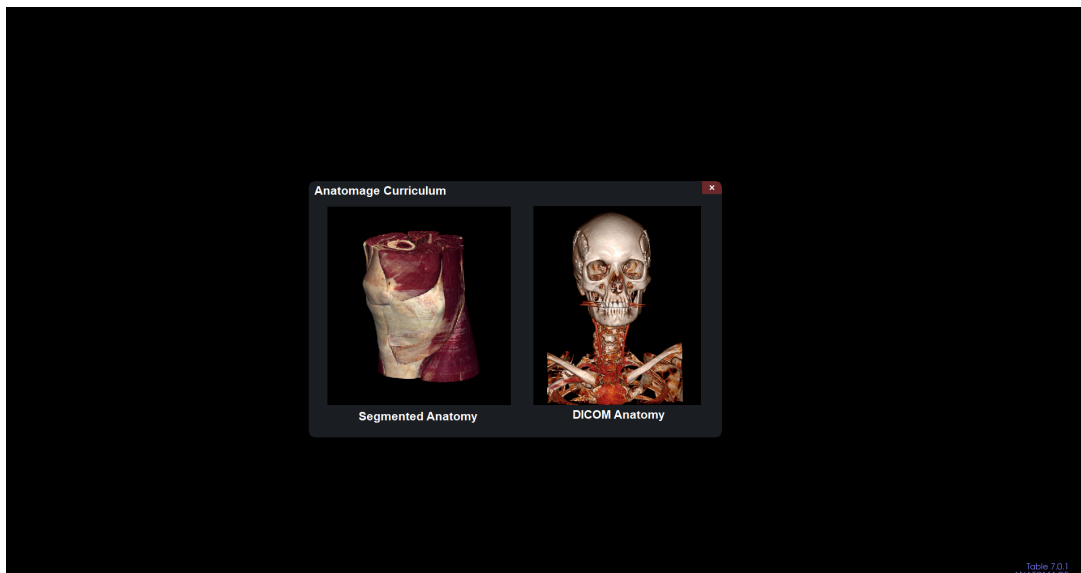 Anatomage Curriculum
×
Segmented Anatomy
DICOM Anatomy
Table 7.0.1